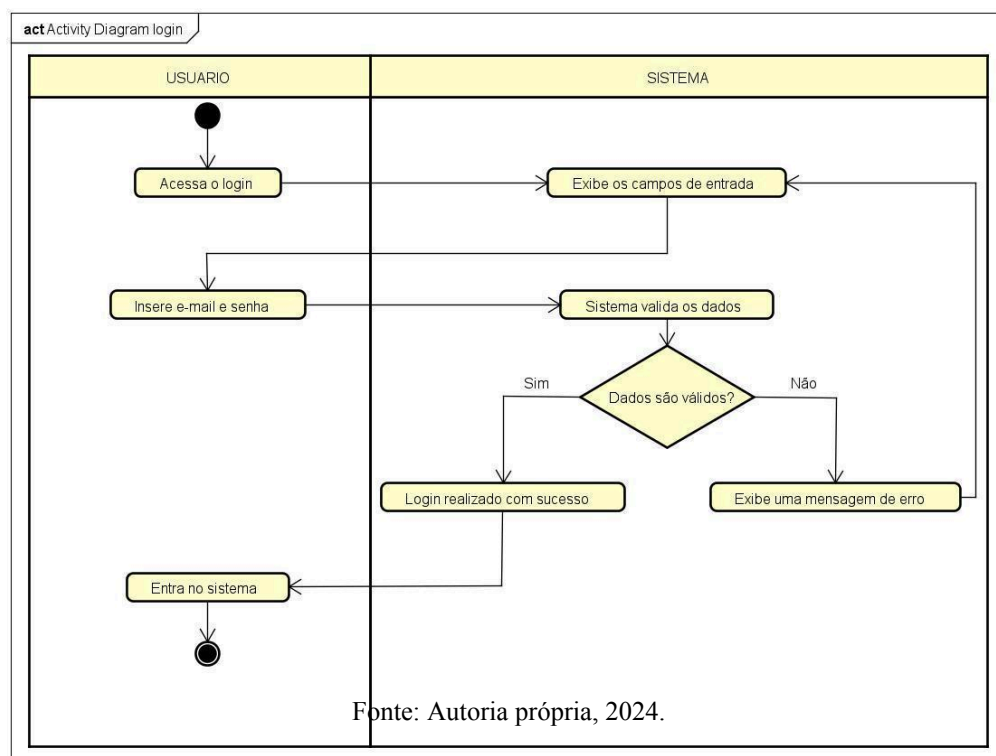 act Activity Diagram login
USUARIO
SISTEMA
Acessa o login
Exibe os campos de entrada
Insere e-mail e senha
Sistema valida os dados
Sim
Dados são válidos?
Não
Login realizado com sucesso
Exibe uma mensagem de erro
Entra no sistema
Fonte: Autoria própria, 2024.